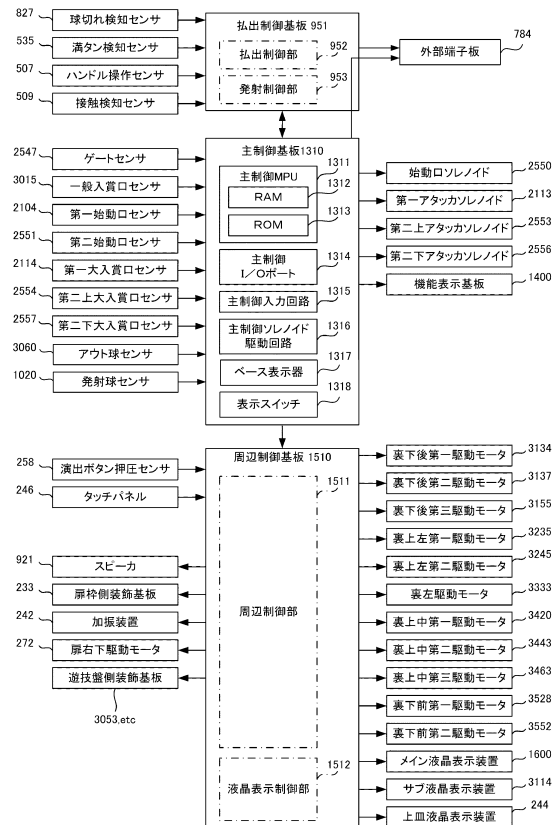 827
球切れ検知センサ
535
満タン検知センサ
507
ハンドル操作センサ
509
接触検知センサ
払出制御基板 951
払出制御部
952
発射制御部
953
外部端子板
784
2547
ゲートセンサ
3015
一般入賞口センサ
2104
第一始動口センサ
2551
第二始動口センサ
2114
第一大入賞口センサ
2554
第二上大入賞口センサ
2557
第二下大入賞口センサ
3060
アウト球センサ
1020
発射球センサ
主制御基板1310
主制御MPU
1311
RAM
1312
ROM
1313
主制御
I/Oポート
1314
主制御入力回路
1315
主制御ソレノイド
駆動回路
1316
ベース表示器
1317
表示スイッチ
1318
始動口ソレノイド
2550
第一アタッカソレノイド
2113
第二上アタッカソレノイド
2553
第二下アタッカソレノイド
2556
機能表示基板
1400
258
演出ボタン押圧センサ
246
タッチパネル
921
スピーカ
233
扉枠側装飾基板
242
加振装置
272
扉右下駆動モータ
遊技盤側装飾基板
3053,etc
周辺制御基板 1510
1511
周辺制御部
1512
液晶表示制御部
裏下後第一駆動モータ
3134
裏下後第二駆動モータ
3137
裏下後第三駆動モータ
3155
裏上左第一駆動モータ
3235
裏上左第二駆動モータ
3245
裏左駆動モータ
3333
裏上中第一駆動モータ
3420
裏上中第二駆動モータ
3443
裏上中第三駆動モータ
3463
裏下前第一駆動モータ
3528
裏下前第二駆動モータ
3552
メイン液晶表示装置
1600
サブ液晶表示装置
3114
上皿液晶表示装置
244